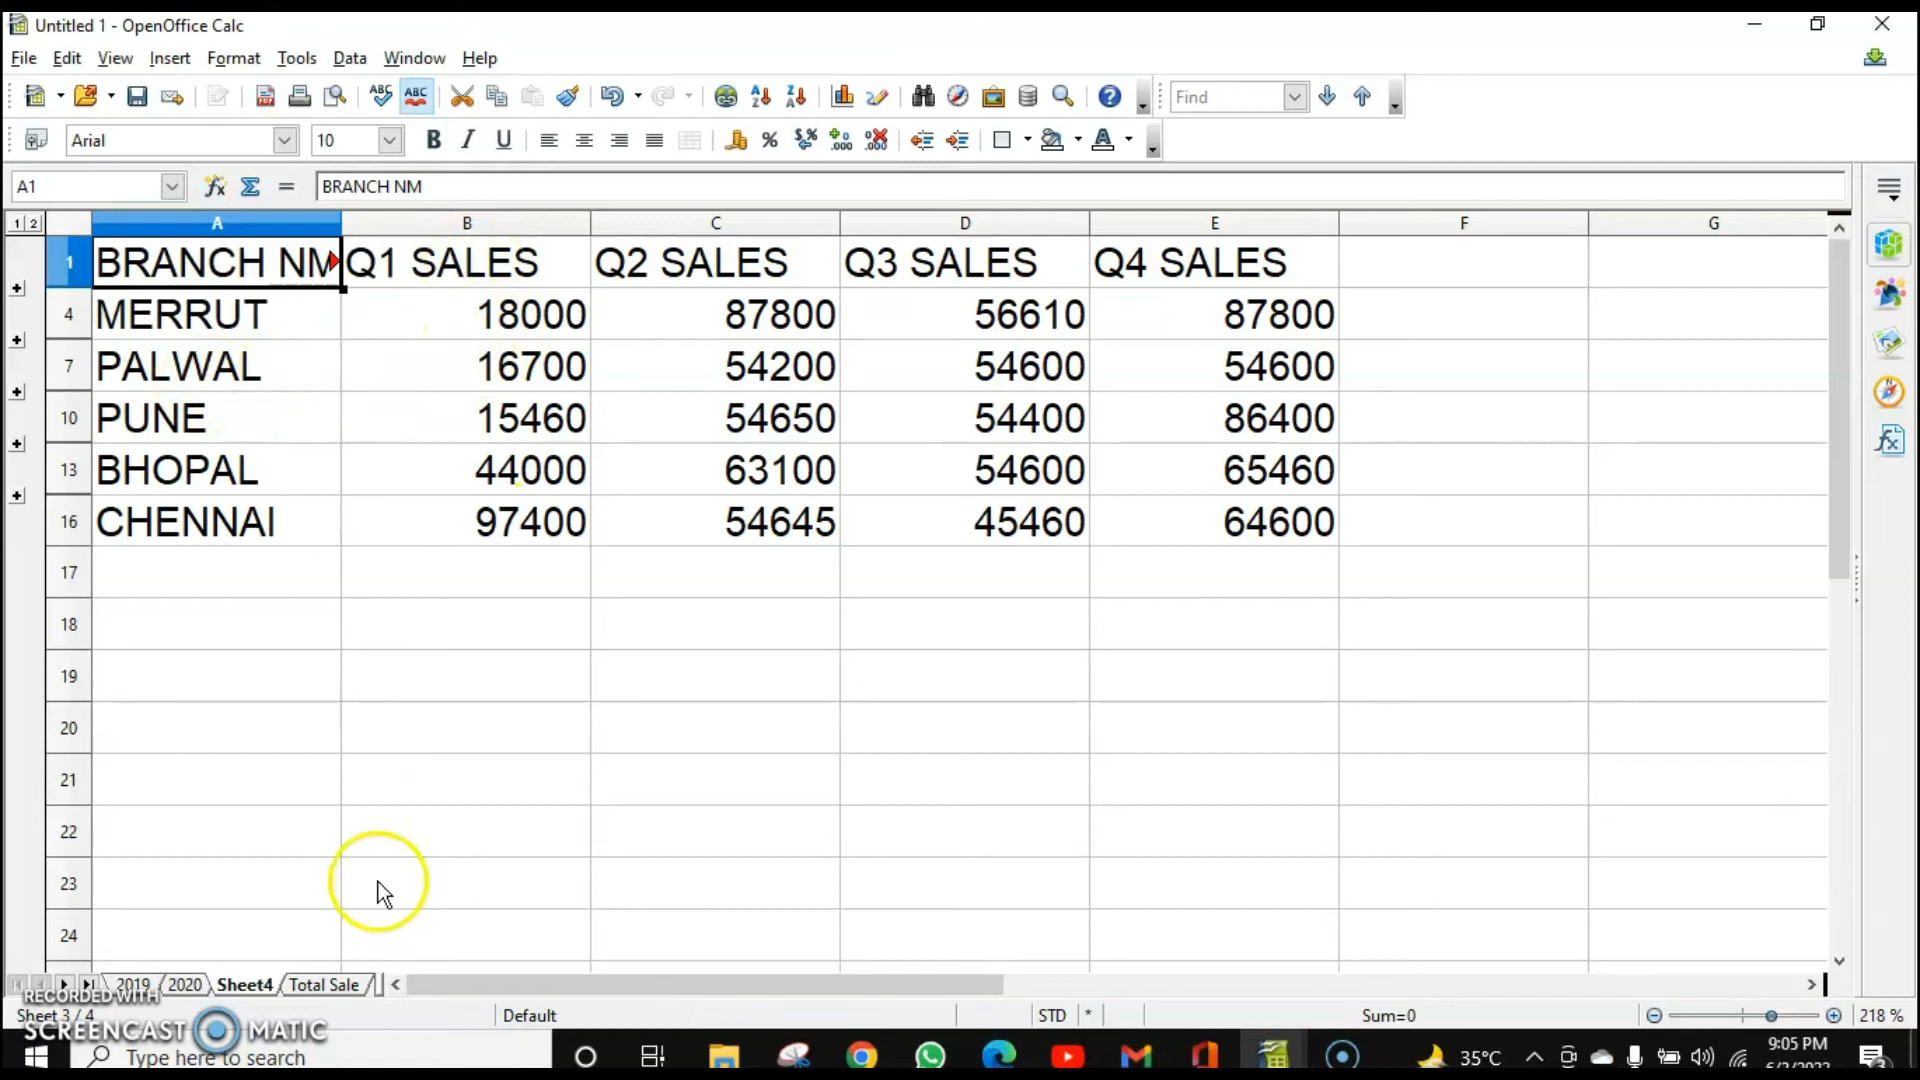 Untitled 1 - OpenOffice Calc
File Edit View Insert Format Tools Data Window Help
Find
Arial 10
A1 BRANCH NM
1 2 A B C D E F G
1 BRANCH NM Q1 SALES Q2 SALES Q3 SALES Q4 SALES
4 MERRUT 18000 87800 56610 87800
7 PALWAL 16700 54200 54600 54600
10 PUNE 15460 54650 54400 86400
13 BHOPAL 44000 63100 54600 65460
16 CHENNAI 97400 54645 45460 64600
17
18
19
20
21
22
23
24
2019 2020 Sheet4 Total Sale
RECORDED WITH
Sheet 3 / 4 Default STD * Sum=0 218 %
SCREENCAST MATIC
Type here to search 35°C 9:05 PM